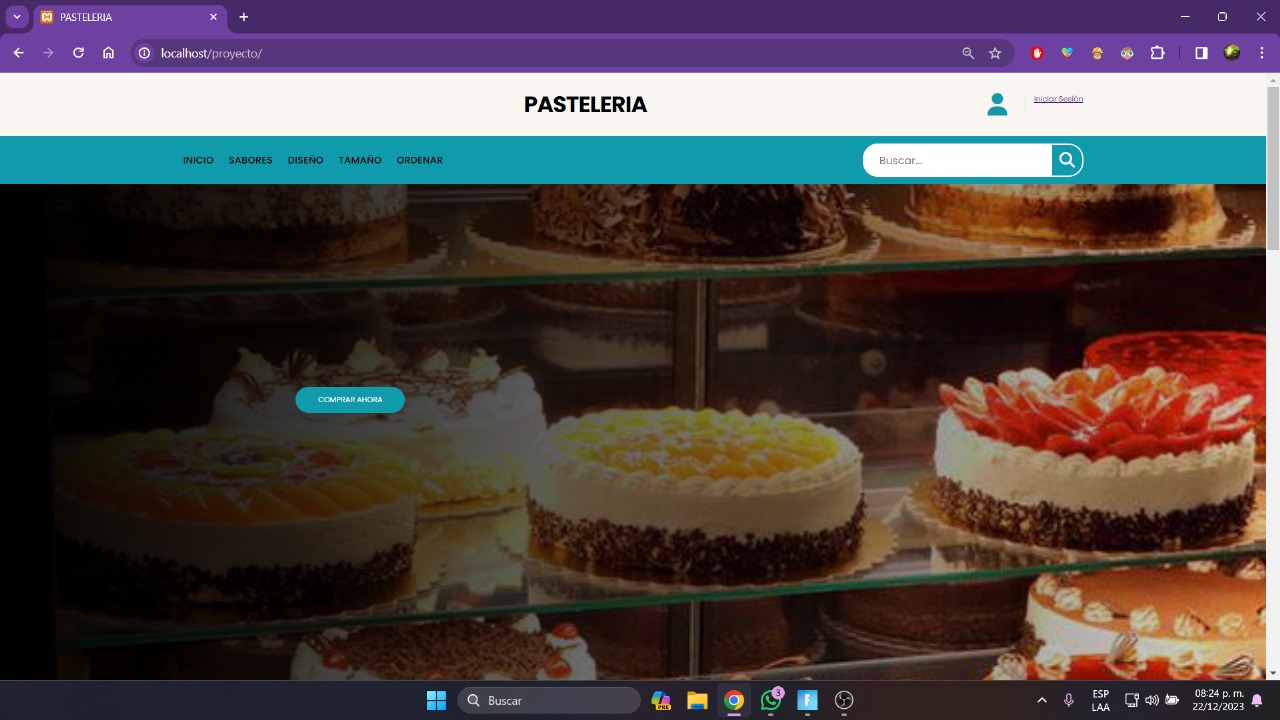 PASTELERIA
localhost/proyecto/
PASTELERIA
Iniciar Sesión
INICIO SABORES DISEÑO TAMAÑO ORDENAR
Buscar...
COMPRAR AHORA
Buscar
PRE
3
ESP
LAA
08:24 p. m.
22/12/2023